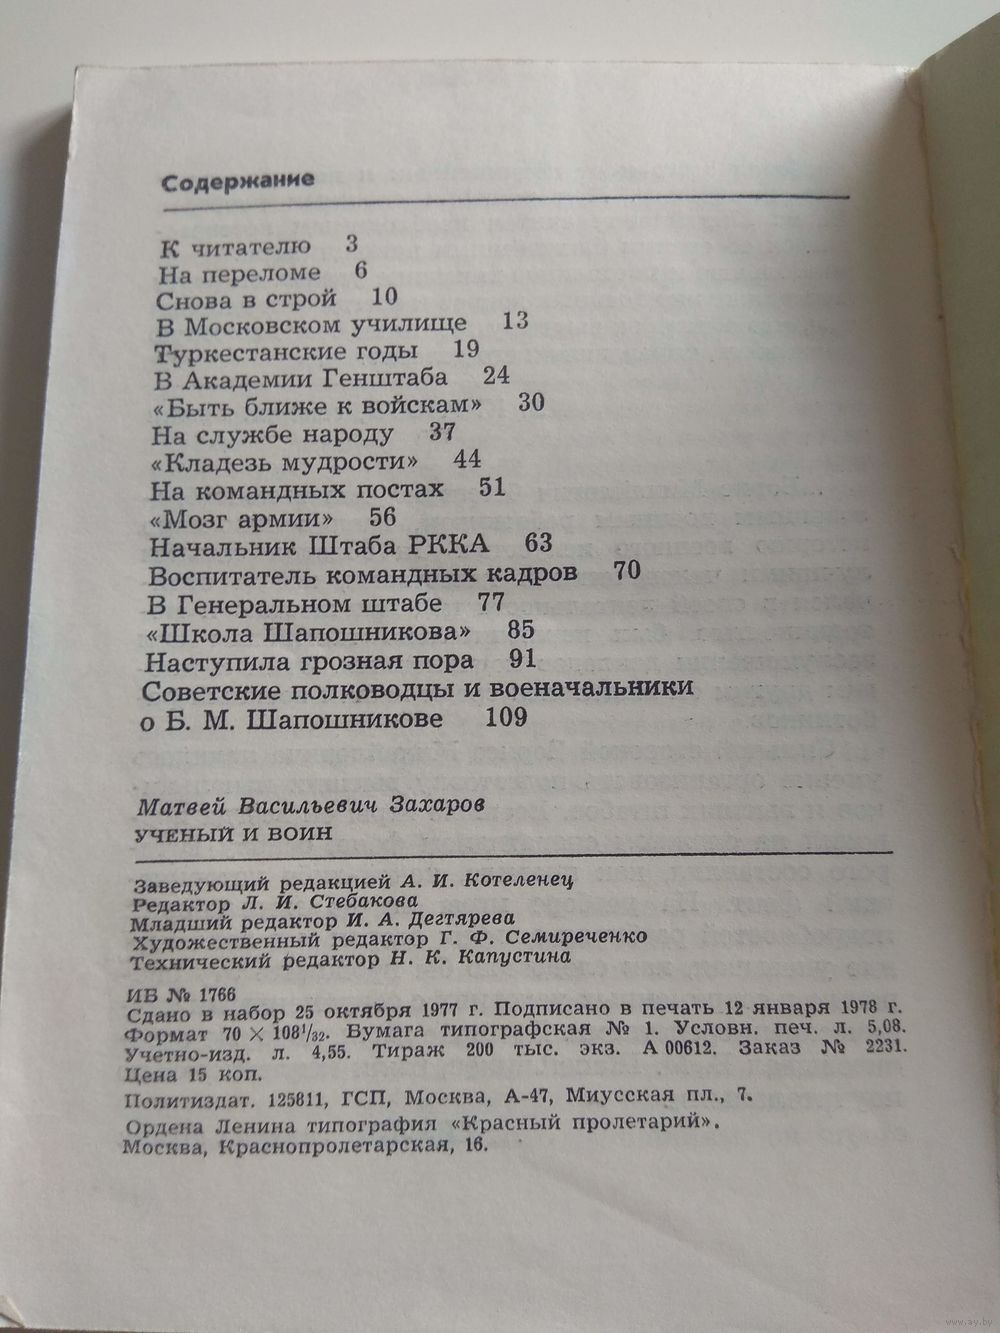 Содержание
К читателю 3
На переломе 6
Снова в строй 10
В Московском училище 13
Туркестанские годы 19
В Академии Генштаба 24
«Быть ближе к войскам» 30
На службе народу 37
«Кладезь мудрости» 44
На командных постах 51
«Мозг армии» 56
Начальник Штаба РККА 63
Воспитатель командных кадров 70
В Генеральном штабе 77
«Школа Шапошникова» 85
Наступила грозная пора 91
Советские полководцы и военачальники
о Б. М. Шапошникове 109
Матвей Васильевич Захаров
УЧЕНЫЙ И ВОИН
Заведующий редакцией А. И. Котеленец
Редактор Л. И. Стебакова
Младший редактор И. А. Дегтярева
Художественный редактор Г. Ф. Семиреченко
Технический редактор Н. К. Капустина
ИБ № 1766
Сдано в набор 25 октября 1977 г. Подписано в печать 12 января 1978 г.
Формат 70 × 108¹/₃₂. Бумага типографская № 1. Условн. печ. л. 5,08.
Учетно-изд. л. 4,55. Тираж 200 тыс. экз. А 00612. Заказ № 2231.
Цена 15 коп.
Политиздат. 125811, ГСП, Москва, А-47, Миусская пл., 7.
Ордена Ленина типография «Красный пролетарий».
Москва, Краснопролетарская, 16.
www.ay.by